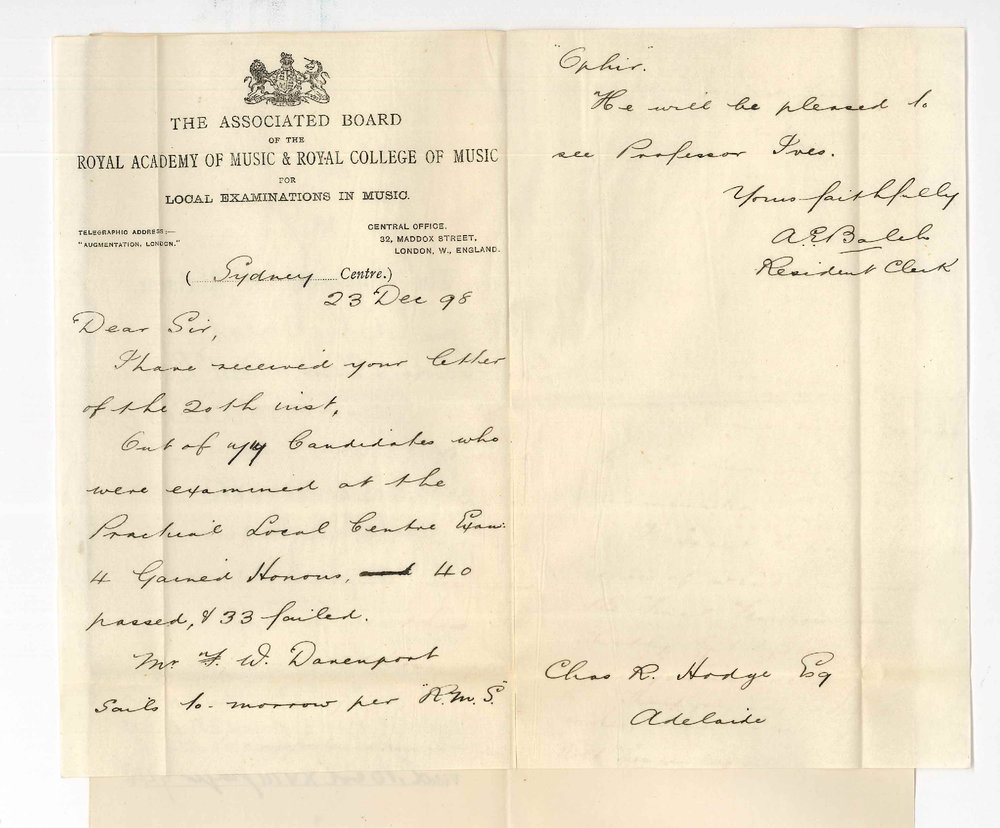 THE ASSOCIATED BOARD
OF THE
ROYAL ACADEMY OF MUSIC & ROYAL COLLEGE OF MUSIC
FOR
LOCAL EXAMINATIONS IN MUSIC.
TELEGRAPHIC ADDRESS:—
"AUGMENTATION, LONDON."
CENTRAL OFFICE.
32, MADDOX STREET,
LONDON, W., ENGLAND.
(Sydney Centre.)
23 Dec 98
Dear Sir,
I have received your letter
of the 20th inst,
Out of Candidates who
were examined at the
Practical Local Centre Exam:
4 Gained Honours, 40
passed, & 33 failed.
Mr F. W. Davenport
sails to-morrow per "R.M.S."
"Ophir".
He will be pleased to
see Professor Ives.
Yours faithfully
A.E. Balch
Resident Clerk
Chas R. Hodge Esq
Adelaide